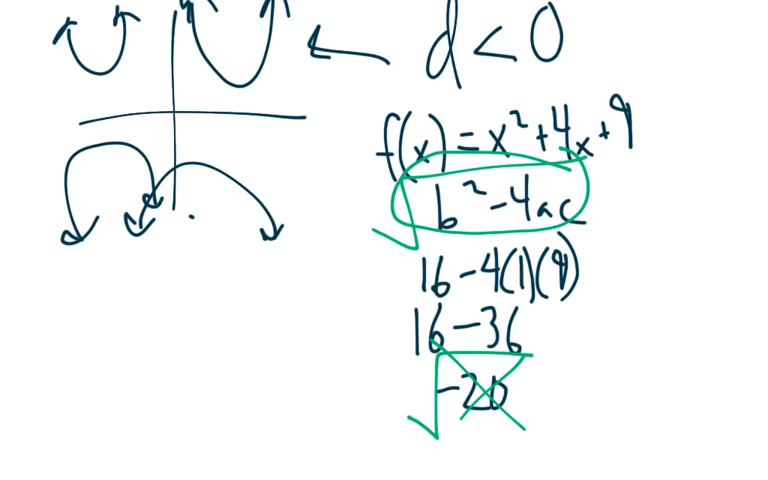 d < 0
f(x) = x² + 4x + 9
√b² - 4ac
16 - 4(1)(9)
16 - 36
√-20